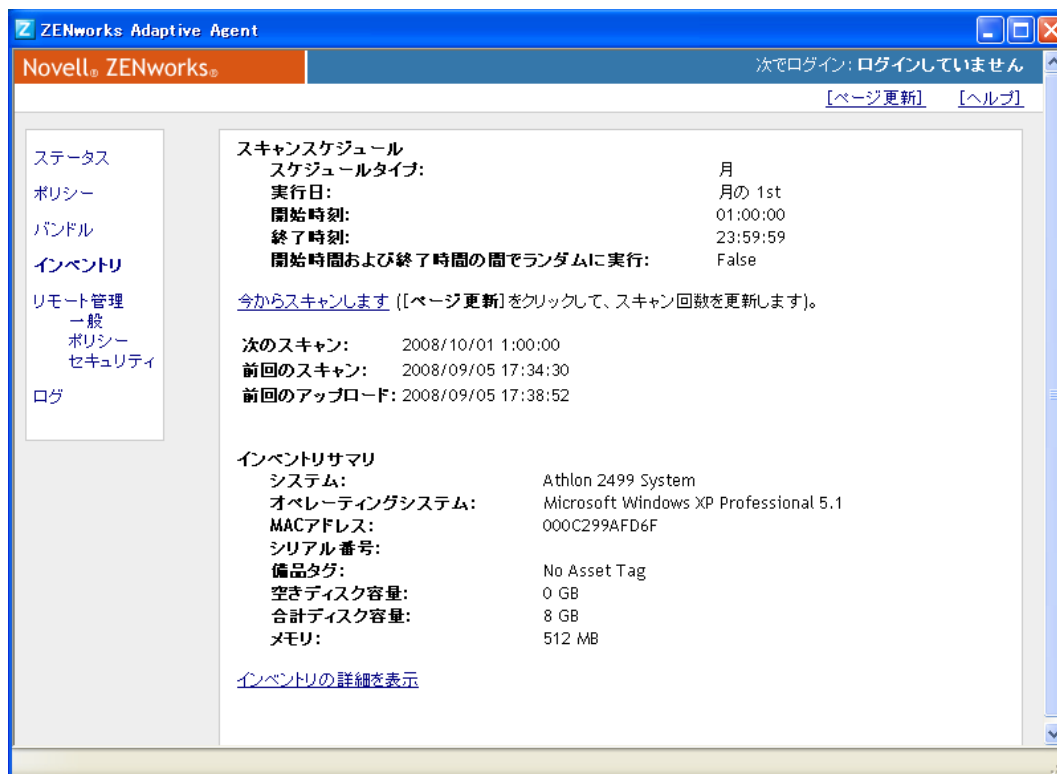 ZENworks Adaptive Agent
Novell® ZENworks®
次でログイン: ログインしていません
[ページ更新] [ヘルプ]
ステータス
ポリシー
バンドル
インベントリ
リモート管理
一般
ポリシー
セキュリティ
ログ
スキャンスケジュール
スケジュールタイプ: 月
実行日: 月の 1st
開始時刻: 01:00:00
終了時刻: 23:59:59
開始時間および終了時間の間でランダムに実行: False
今からスキャンします ([ページ更新]をクリックして、スキャン回数を更新します)。
次のスキャン: 2008/10/01 1:00:00
前回のスキャン: 2008/09/05 17:34:30
前回のアップロード: 2008/09/05 17:38:52
インベントリサマリ
システム: Athlon 2499 System
オペレーティングシステム: Microsoft Windows XP Professional 5.1
MACアドレス: 000C299AFD6F
シリアル番号:
備品タグ: No Asset Tag
空きディスク容量: 0 GB
合計ディスク容量: 8 GB
メモリ: 512 MB
インベントリの詳細を表示